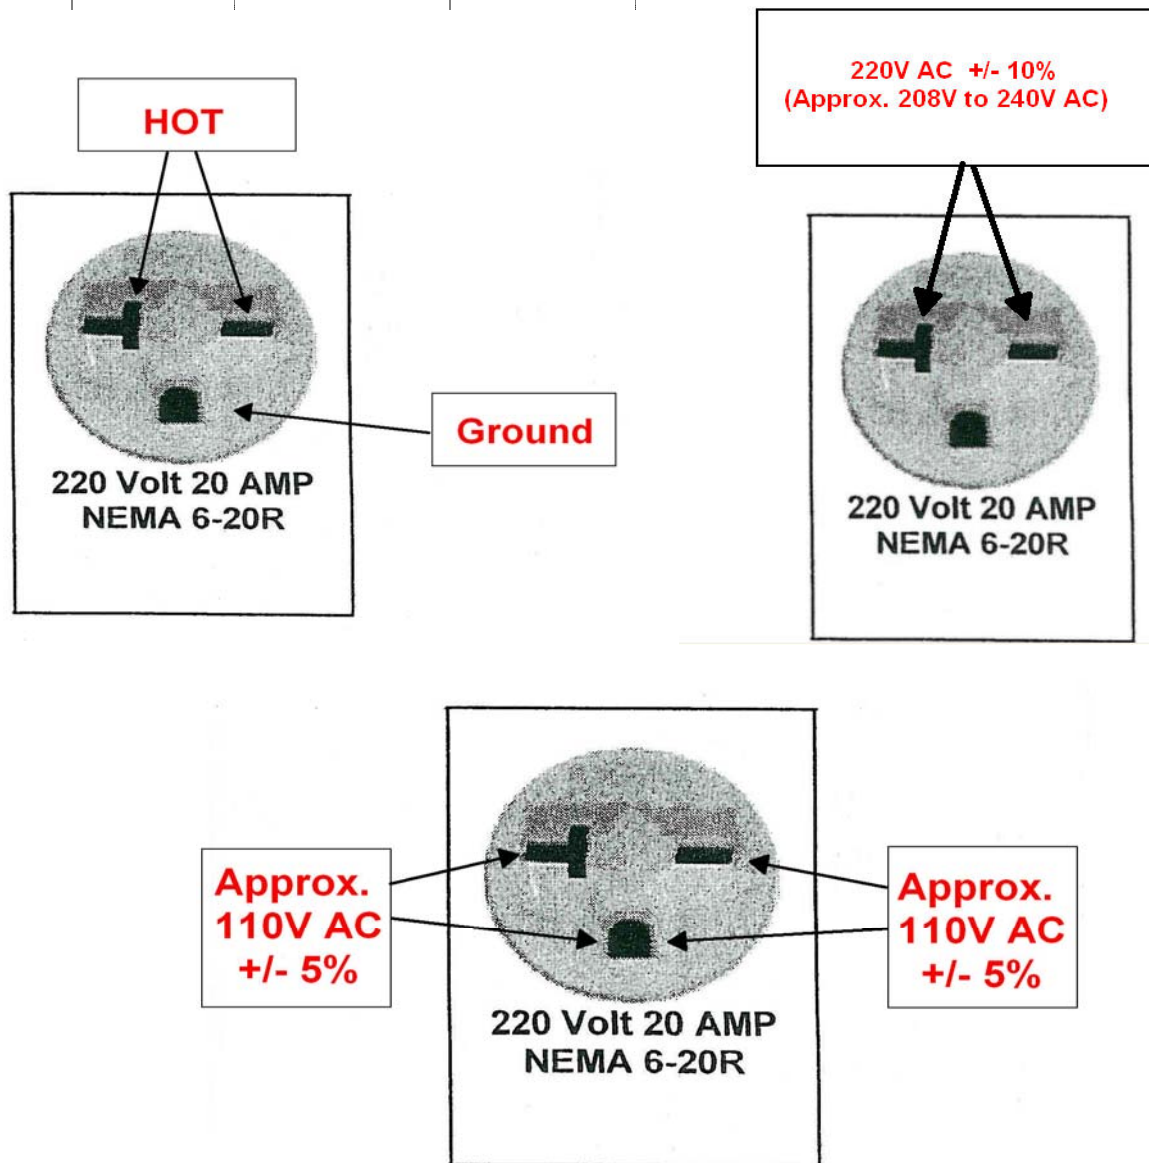 HOT
220V AC +/- 10%
(Approx. 208V to 240V AC)
Ground
220 Volt 20 AMP
NEMA 6-20R
220 Volt 20 AMP
NEMA 6-20R
Approx.
110V AC
+/- 5%
Approx.
110V AC
+/- 5%
220 Volt 20 AMP
NEMA 6-20R